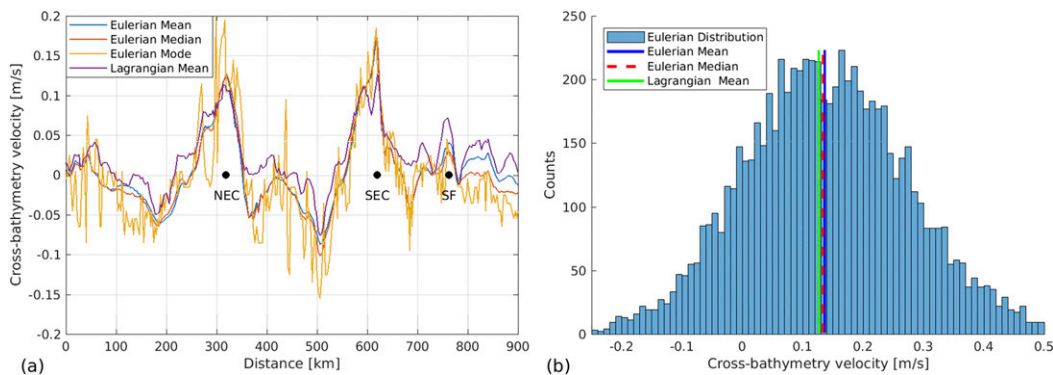 0.2
0.15
0.1
0.05
0
-0.05
-0.1
-0.15
-0.2
Cross-bathymetry velocity [m/s]
Eulerian Mean
Eulerian Median
Eulerian Mode
Lagrangian Mean
NEC
SEC
SF
0 100 200 300 400 500 600 700 800 900
Distance [km]
(a)
250
200
150
100
50
0
Counts
Eulerian Distribution
Eulerian Mean
Eulerian Median
Lagrangian Mean
-0.2 -0.1 0 0.1 0.2 0.3 0.4 0.5
Cross-bathymetry velocity [m/s]
(b)